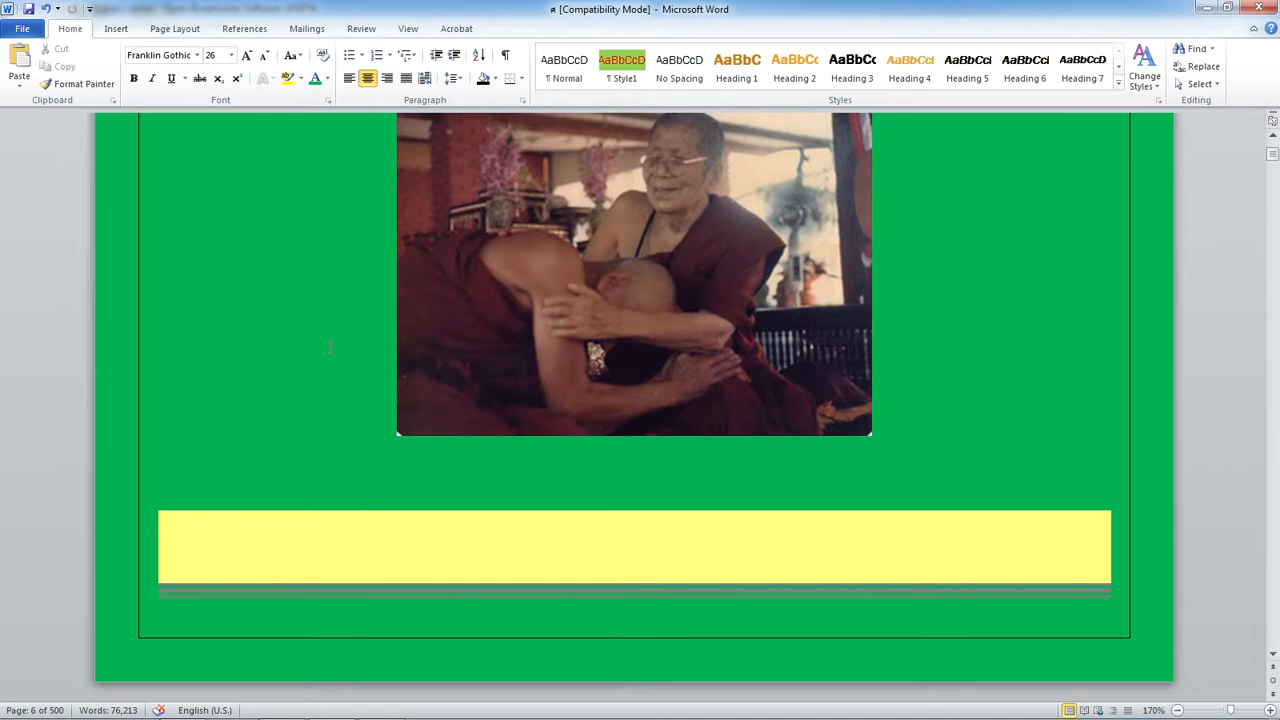 ศ [Compatibility Mode] - Microsoft Word
File Home Insert Page Layout References Mailings Review View Acrobat
Paste
Cut
Copy
Format Painter
Clipboard
Franklin Gothic 26
Font
Paragraph
AaBbCcD AaBbCcD AaBbCcD AaBbC AaBbCc AaBbCc AaBbCcI AaBbCcI AaBbCcI AaBbCcD
¶ Normal ¶ Style1 No Spacing Heading 1 Heading 2 Heading 3 Heading 4 Heading 5 Heading 6 Heading 7
Change Styles
Styles
Find
Replace
Select
Editing
Page: 6 of 500 Words: 76,213 English (U.S.) 170%